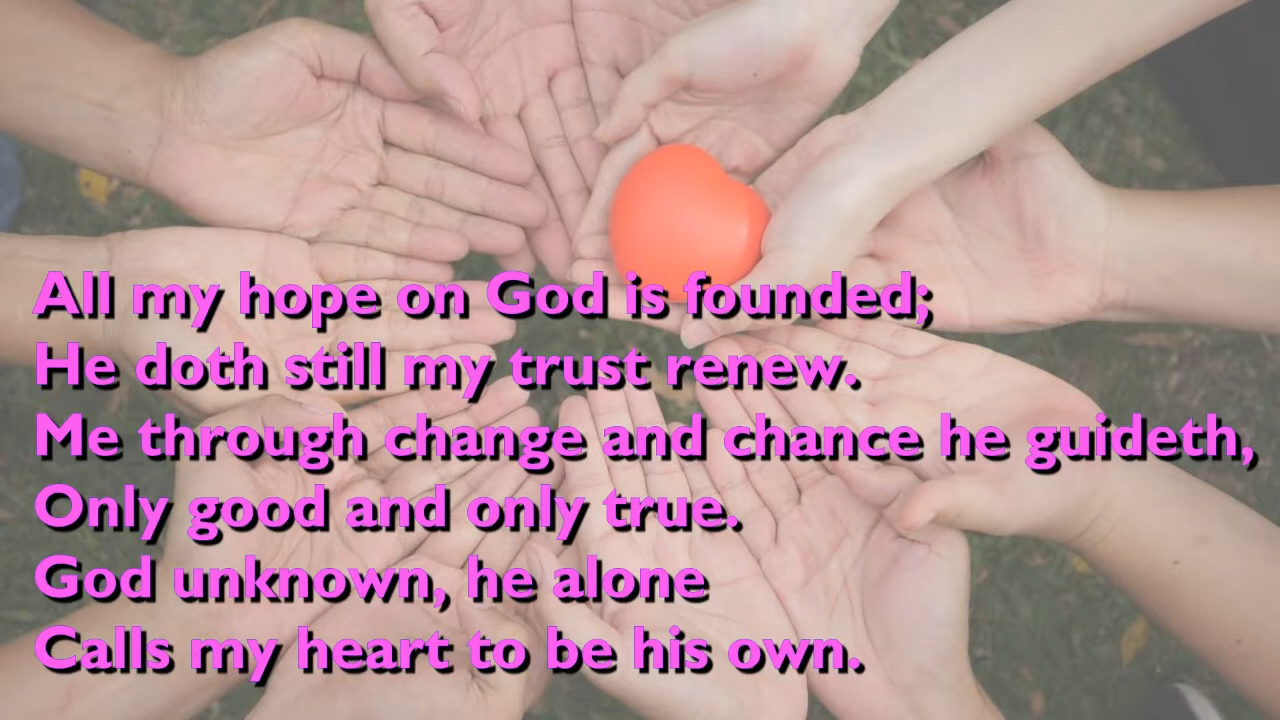 All my hope on God is founded;
He doth still my trust renew.
Me through change and chance he guideth,
Only good and only true.
God unknown, he alone
Calls my heart to be his own.